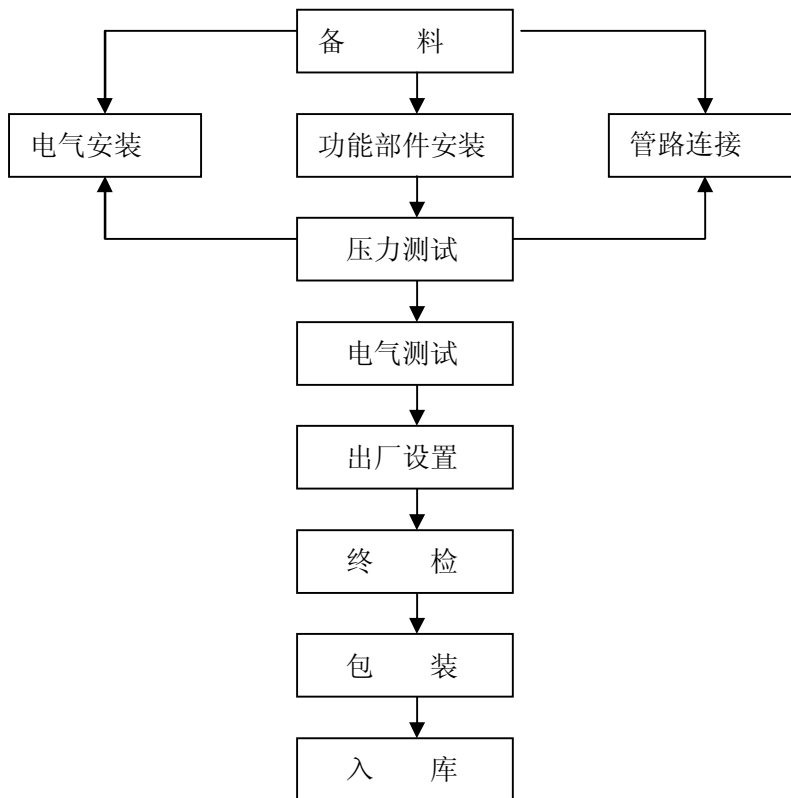 备 料
电气安装 功能部件安装 管路连接
压力测试
电气测试
出厂设置
终 检
包 装
入 库